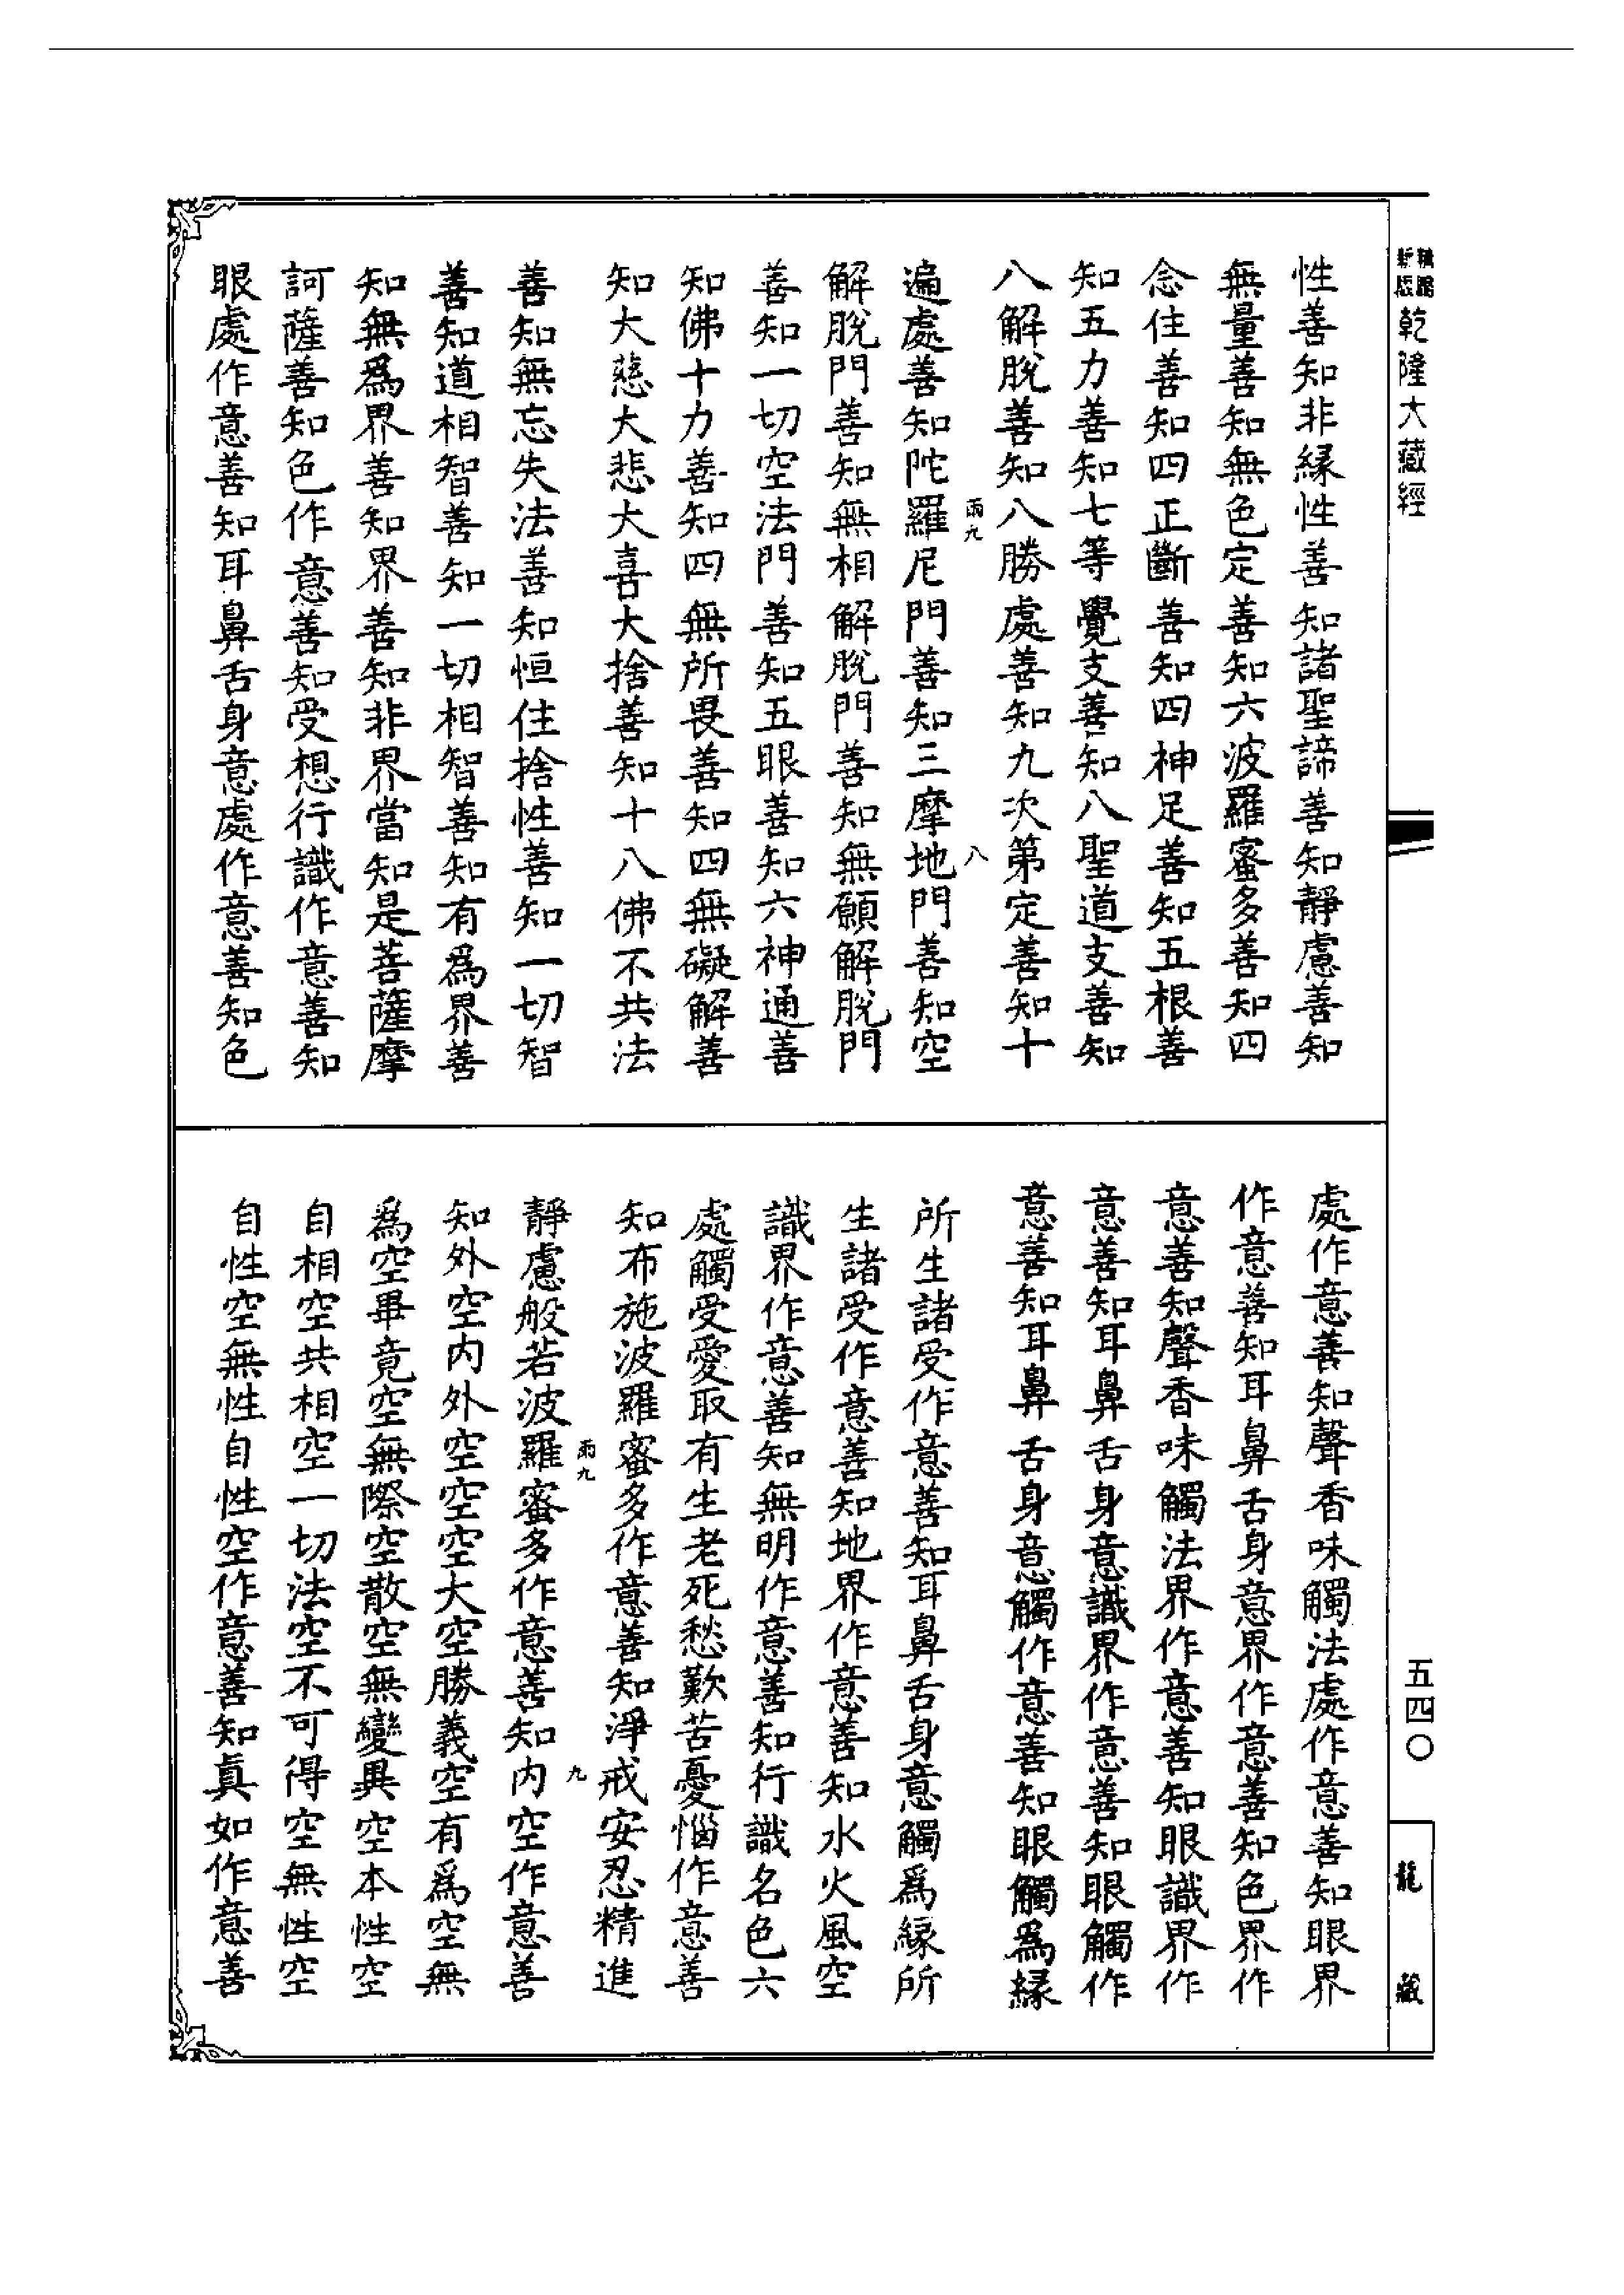 乾隆大藏經
性善知非緣性善知諸聖諦善知靜慮善知
無量善知無色定善知六波羅蜜多善知四
念住善知四正斷善知四神足善知五根善
知五力善知七等覺支善知八聖道支善知
八解脫善知八勝處善知九次第定善知十
雨九
八
遍處善知陀羅尼門善知三摩地門善知空
解脫門善知無相解脫門善知無願解脫門
善知一切空法門善知五眼善知六神通善
知佛十力善知四無所畏善知四無礙解善
知大慈大悲大喜大捨善知十八佛不共法
善知無忘失法善知恒住捨性善知一切智
善知道相智善知一切相智善知有爲界善
知無爲界善知界善知非界當知是菩薩摩
訶薩善知色作意善知受想行識作意善知
眼處作意善知耳鼻舌身意處作意善知色
處作意善知聲香味觸法處作意善知眼界
作意善知耳鼻舌身意界作意善知色界作
意善知聲香味觸法界作意善知眼識界作
意善知耳鼻舌身意識界作意善知眼觸作
意善知耳鼻舌身意觸作意善知眼觸爲緣
所生諸受作意善知耳鼻舌身意觸爲緣所
生諸受作意善知地界作意善知水火風空
識界作意善知無明作意善知行識名色六
處觸受愛取有生老死愁歎苦憂惱作意善
知布施波羅蜜多作意善知淨戒安忍精進
雨九
九
靜慮般若波羅蜜多作意善知內空作意善
知外空內外空空空大空勝義空有爲空無
爲空畢竟空無際空散空無變異空本性空
自相空共相空一切法空不可得空無性空
自性空無性自性空作意善知真如作意善
五四〇
龍藏